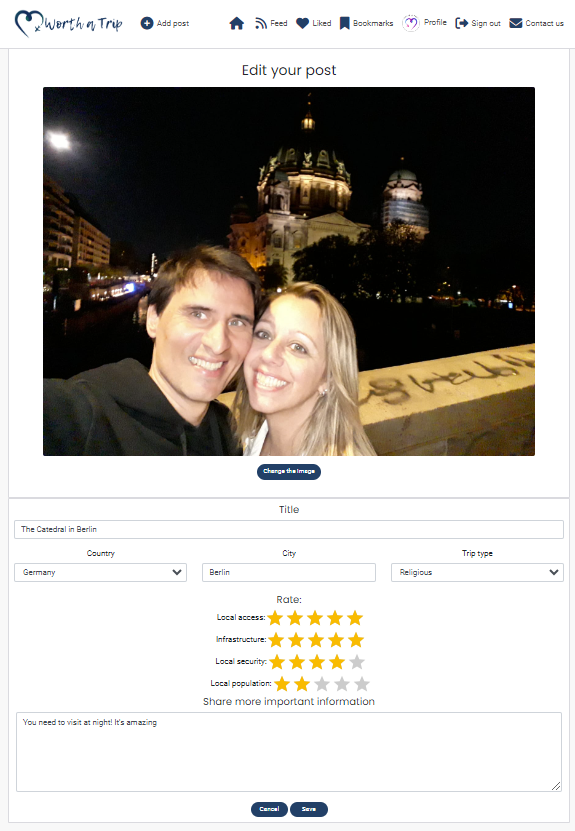 Worth a Trip Add post Feed Liked Bookmarks Profile Sign out Contact us
Edit your post
Change the Image
Title
The Catedral in Berlin
Country City Trip type
Germany Berlin Religious
Rate:
Local access:
Infrastructure:
Local security:
Local population:
Share more important information
You need to visit at night! It's amazing
Cancel Save